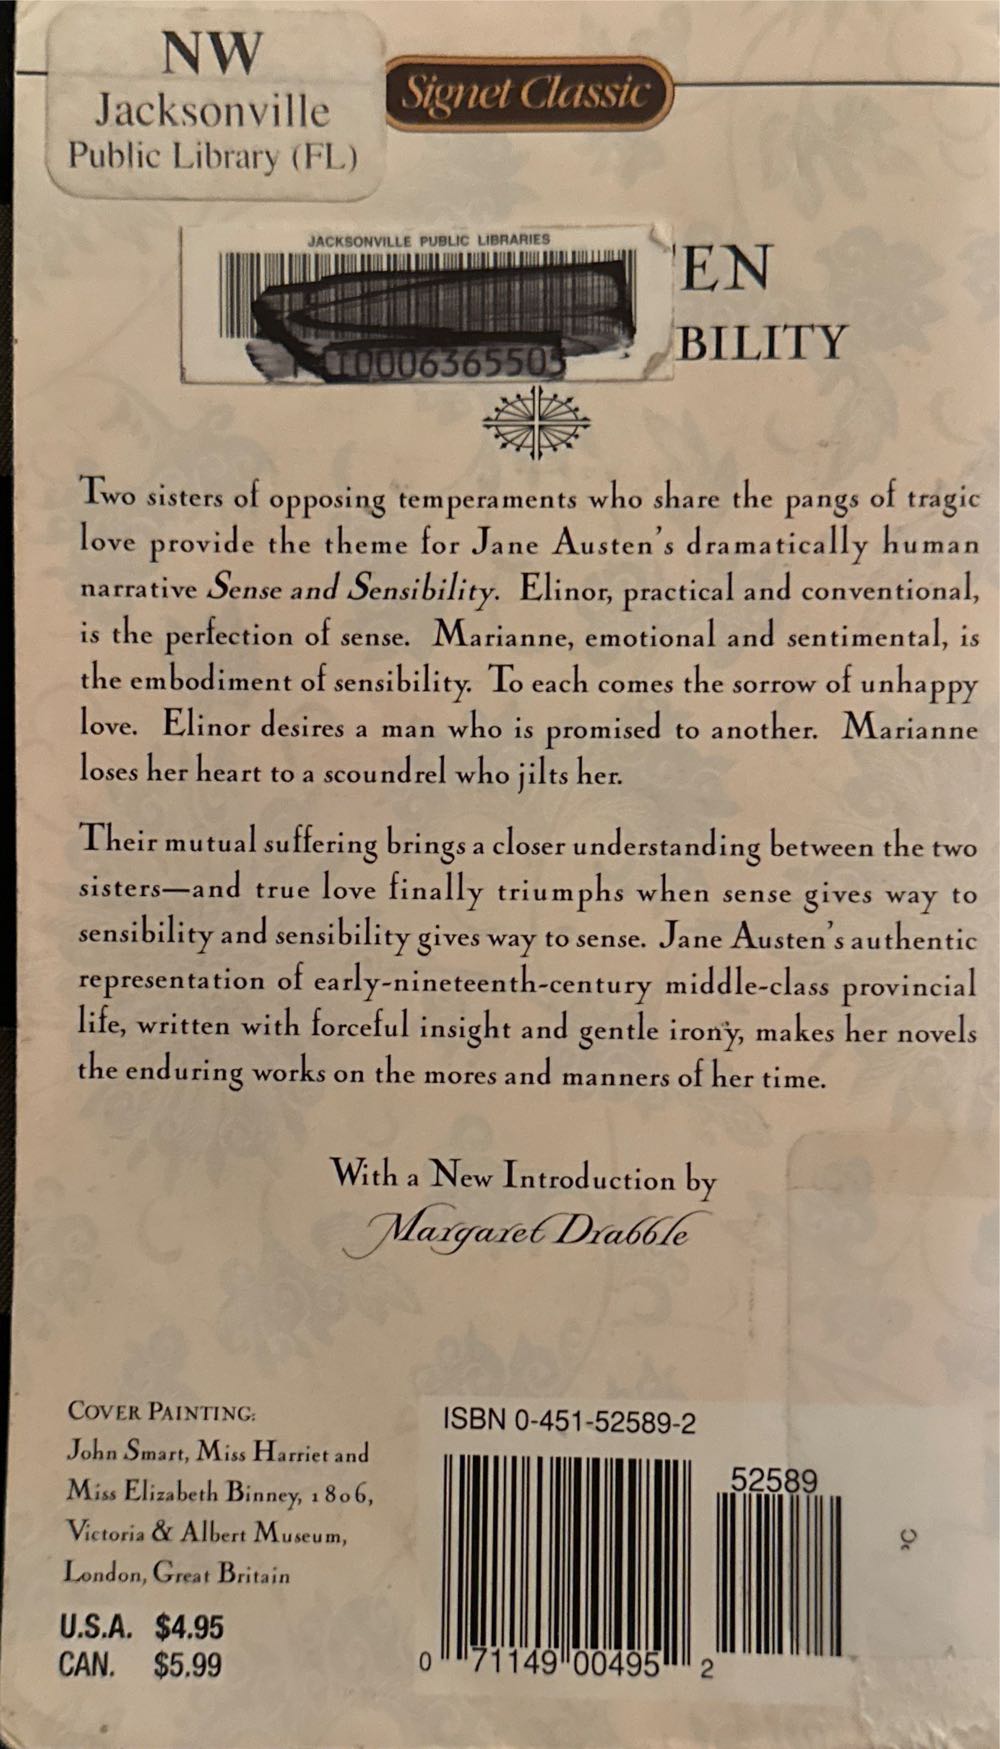 NW
Jacksonville
Public Library (FL)
Signet Classic
JACKSONVILLE PUBLIC LIBRARIES
EN
BILITY
0006365505
Two sisters of opposing temperaments who share the pangs of tragic
love provide the theme for Jane Austen's dramatically human
narrative Sense and Sensibility. Elinor, practical and conventional,
is the perfection of sense. Marianne, emotional and sentimental, is
the embodiment of sensibility. To each comes the sorrow of unhappy
love. Elinor desires a man who is promised to another. Marianne
loses her heart to a scoundrel who jilts her.
Their mutual suffering brings a closer understanding between the two
sisters—and true love finally triumphs when sense gives way to
sensibility and sensibility gives way to sense. Jane Austen's authentic
representation of early-nineteenth-century middle-class provincial
life, written with forceful insight and gentle irony, makes her novels
the enduring works on the mores and manners of her time.
With a New Introduction by
Margaret Drabble
COVER PAINTING:
John Smart, Miss Harriet and
Miss Elizabeth Binney, 1806,
Victoria & Albert Museum,
London, Great Britain
U.S.A. $4.95
CAN. $5.99
ISBN 0-451-52589-2
52589
0 71149 00495 2